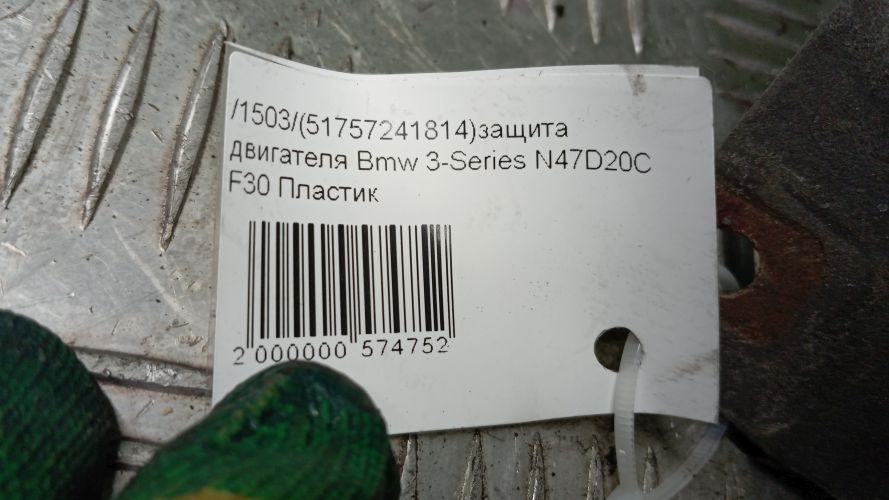 /1503/(51757241814)защита
двигателя Bmw 3-Series N47D20C
F30 Пластик
2 000000 574752